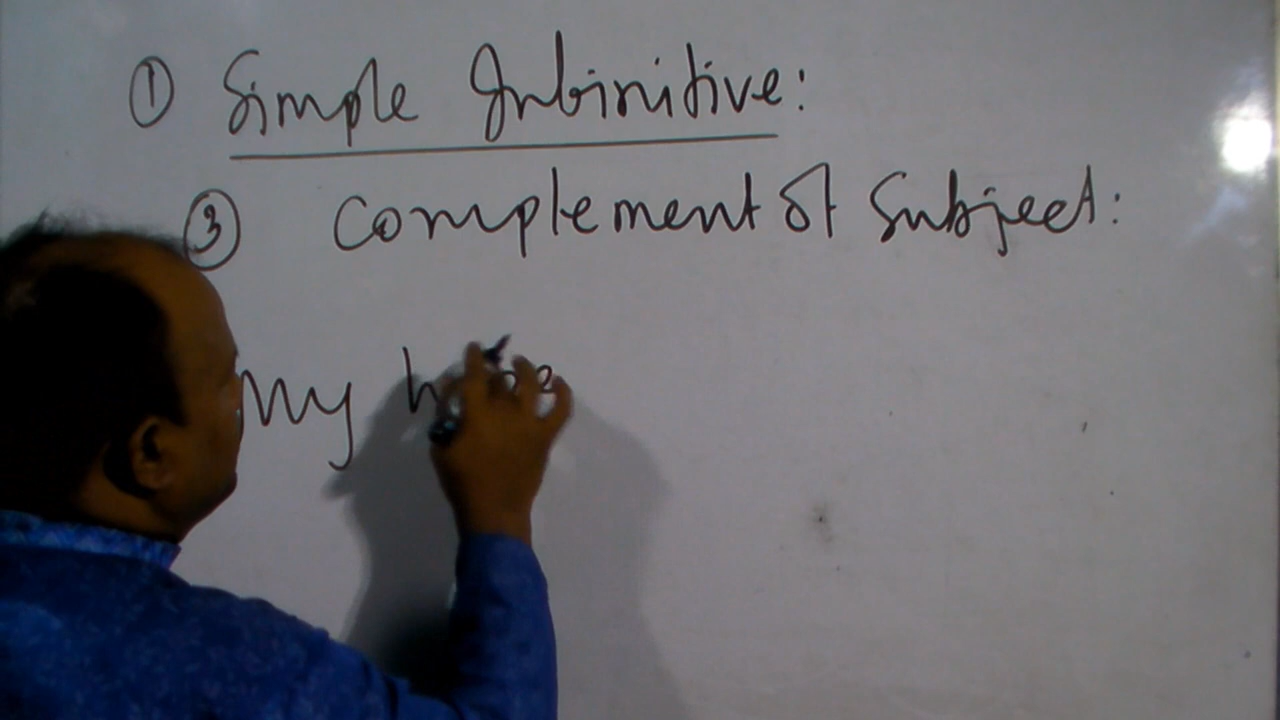 ① Simple Infinitive:
③ Complement of Subject:
My